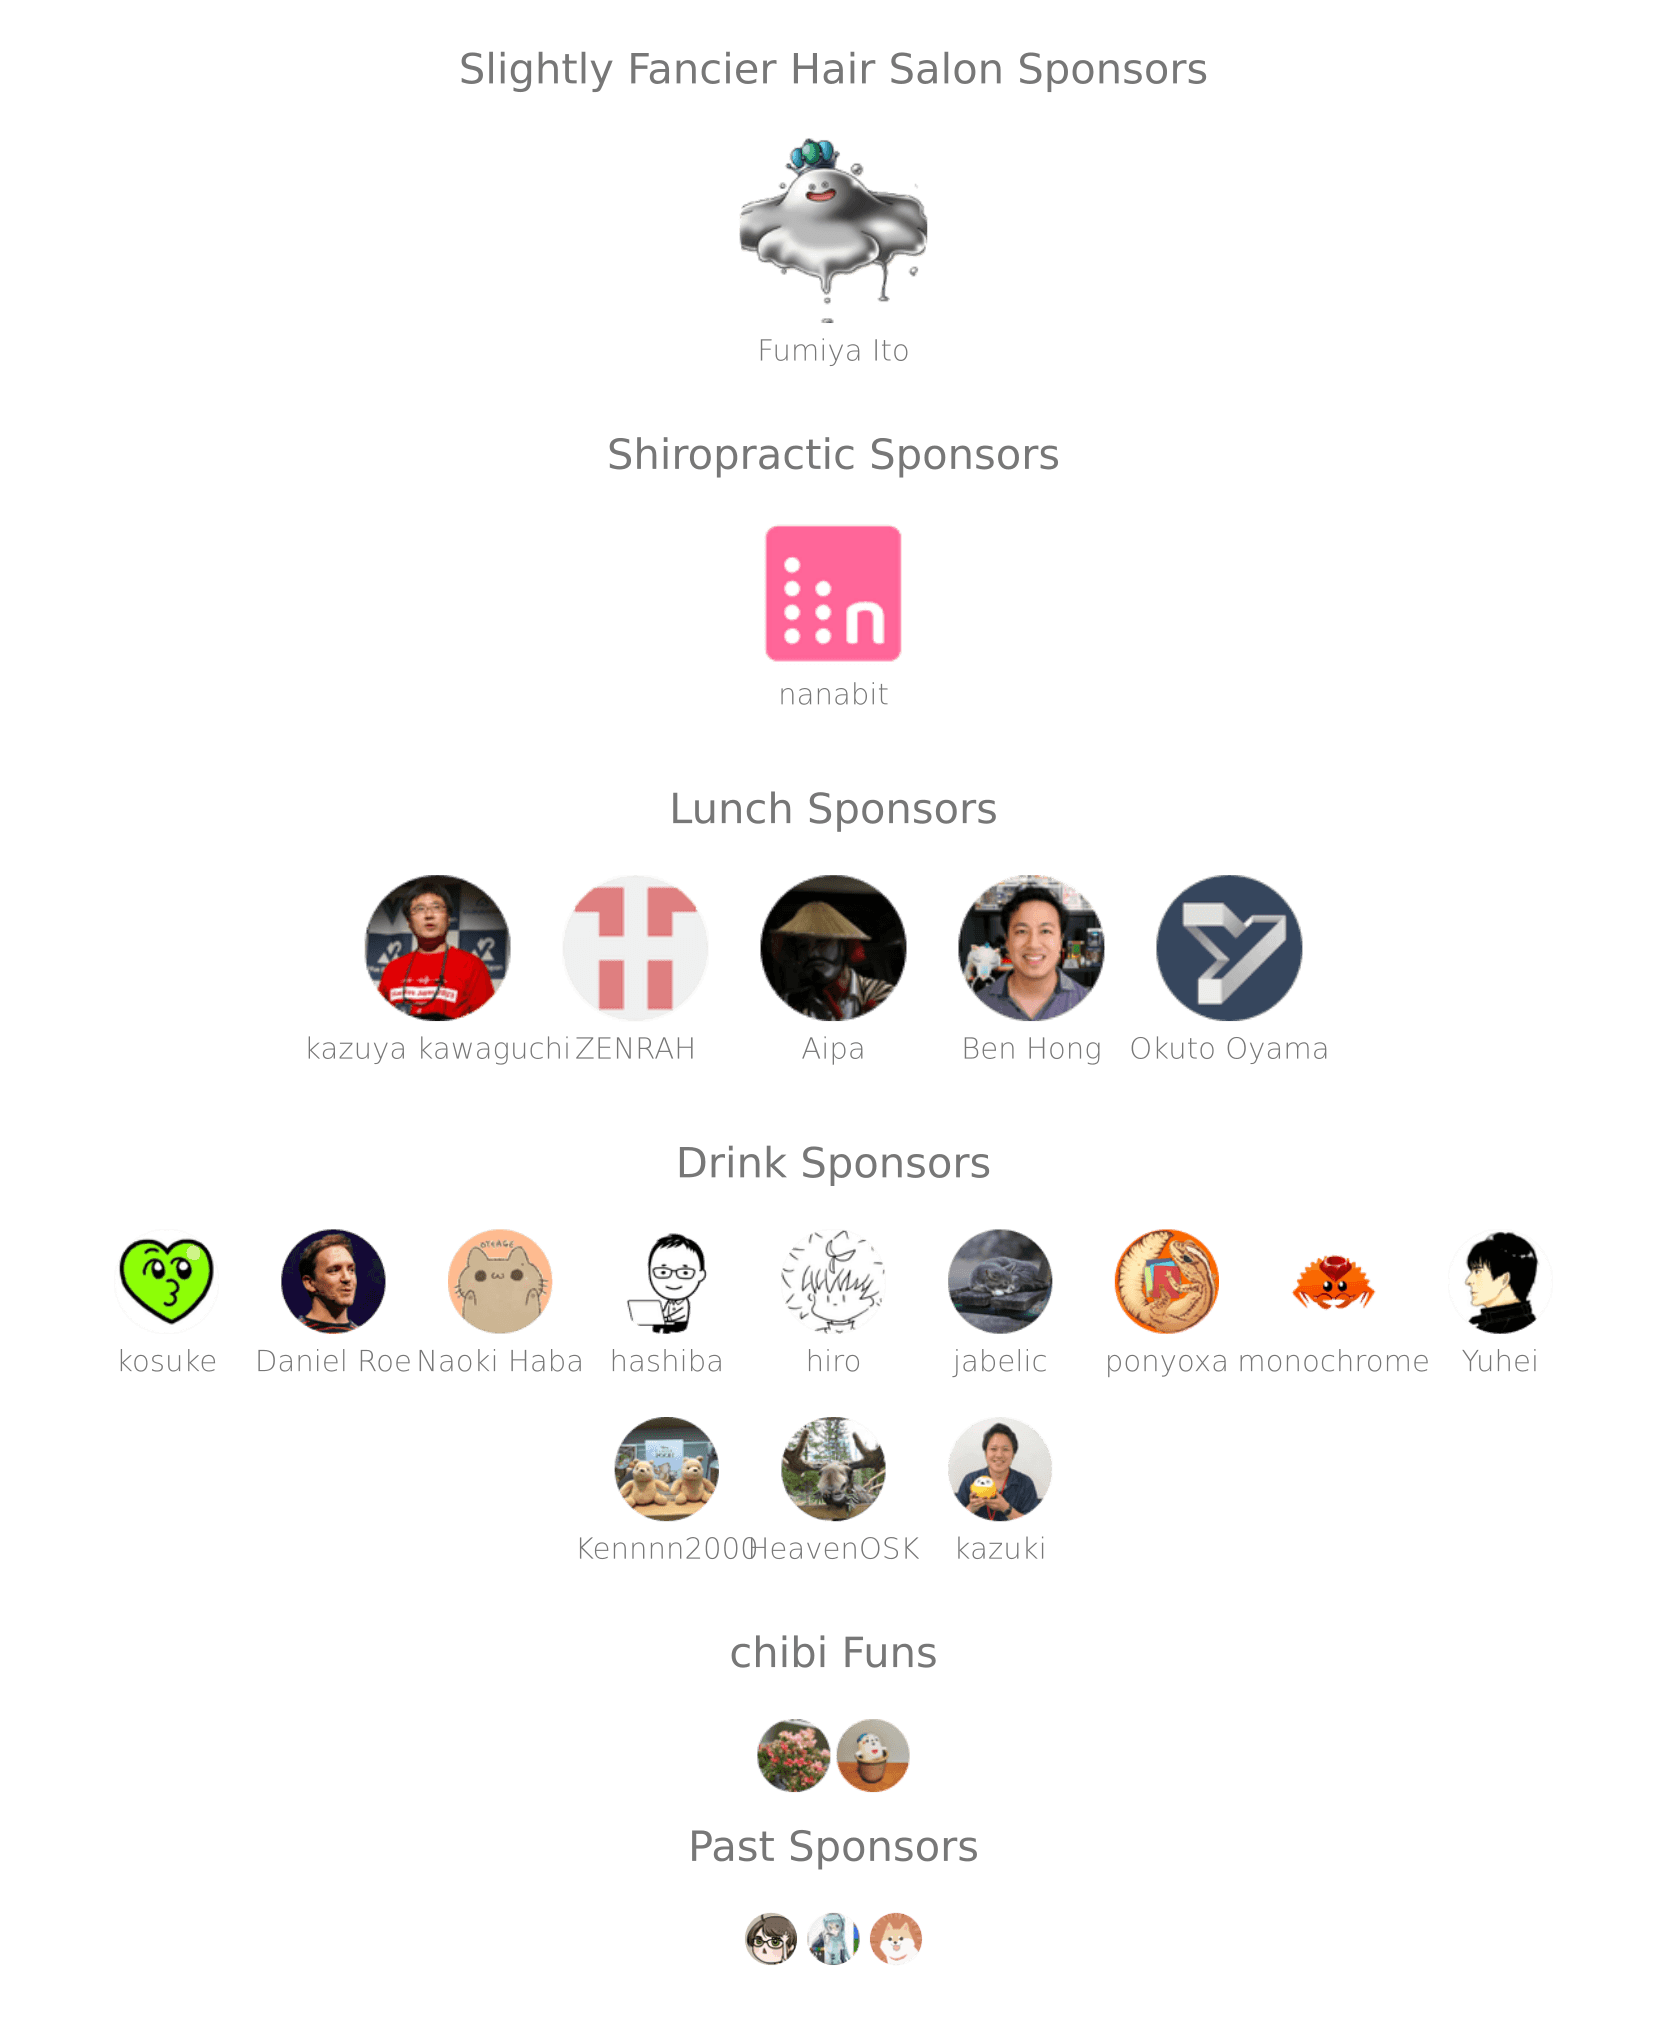 Slightly Fancier Hair Salon Sponsors
Fumiya Ito
Shiropractic Sponsors
n
nanabit
Lunch Sponsors
kazuya kawaguchi ZENRAH Aipa Ben Hong Okuto Oyama
Drink Sponsors
kosuke Daniel Roe Naoki Haba hashiba hiro jabelic ponyoxa monochrome Yuhei
Kennnn2000 HeavenOSK kazuki
chibi Funs
Past Sponsors